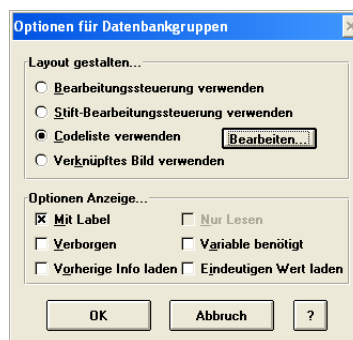 Optionen für Datenbankgruppen
Layout gestalten...
Bearbeitungssteuerung verwenden
Stift-Bearbeitungssteuerung verwenden
Codeliste verwenden
Bearbeiten...
Verknüpftes Bild verwenden
Optionen Anzeige...
Mit Label
Nur Lesen
Verborgen
Variable benötigt
Vorherige Info laden
Eindeutigen Wert laden
OK
Abbruch
?